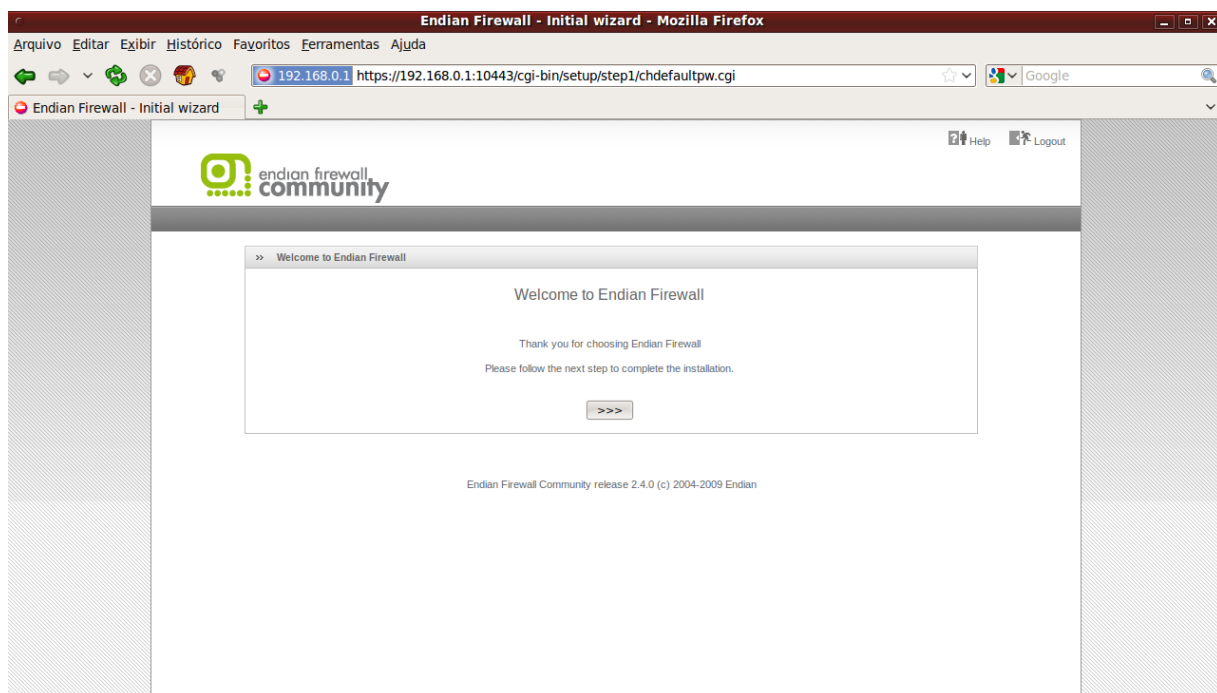 Endian Firewall - Initial wizard - Mozilla Firefox
Arquivo Editar Exibir Histórico Favoritos Ferramentas Ajuda
192.168.0.1 https://192.168.0.1:10443/cgi-bin/setup/step1/chdefaultpw.cgi Google
Endian Firewall - Initial wizard
Help Logout
endian firewall
community
>> Welcome to Endian Firewall
Welcome to Endian Firewall
Thank you for choosing Endian Firewall
Please follow the next step to complete the installation.
>>>
Endian Firewall Community release 2.4.0 (c) 2004-2009 Endian